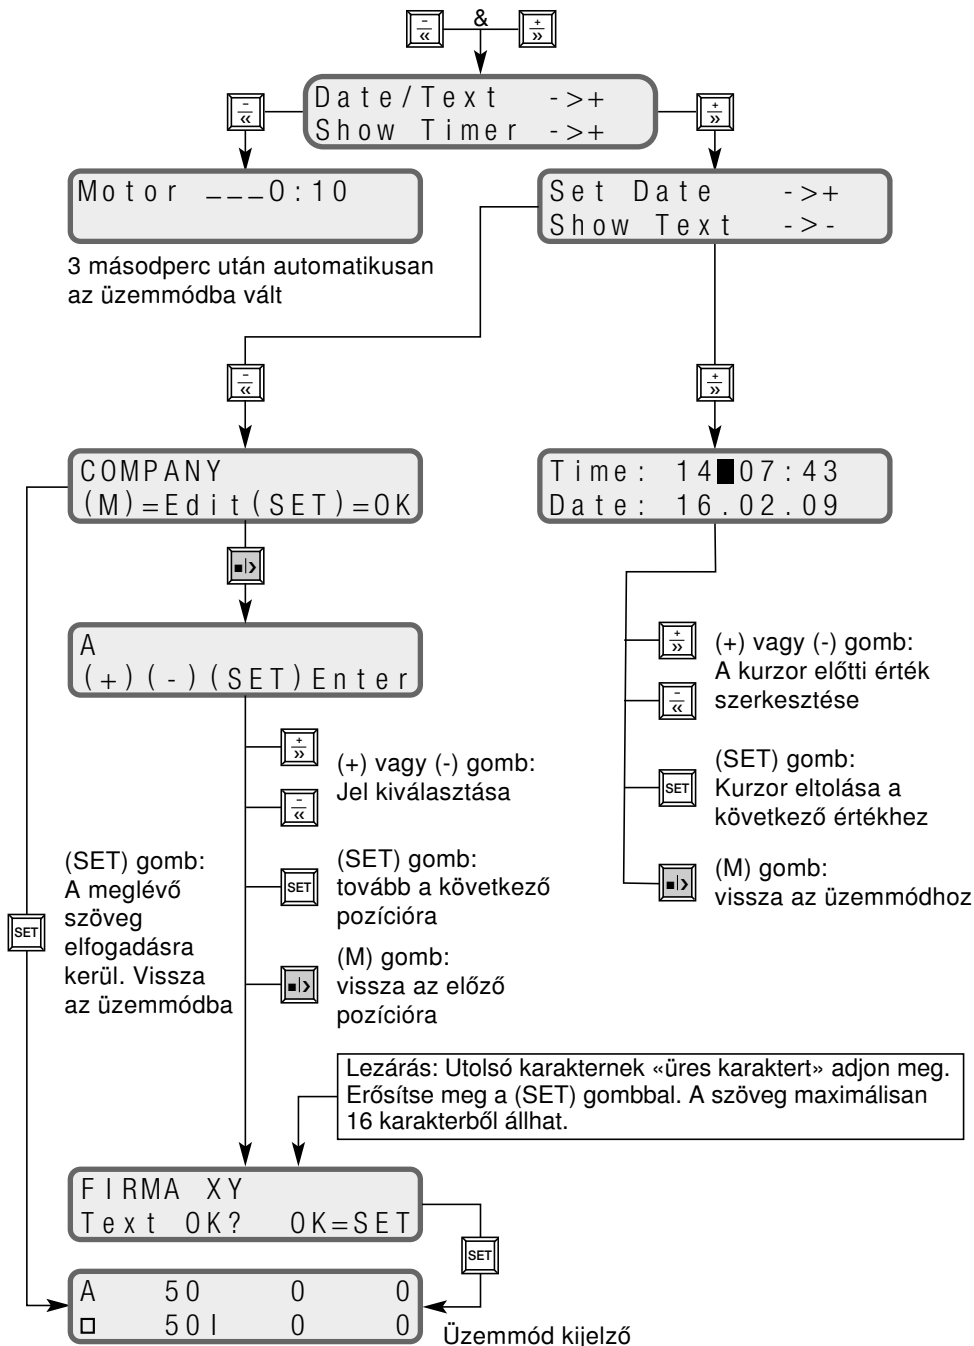 &
Date/Text ->+
Show Timer ->+
Motor ___0:10
Set Date ->+
Show Text ->-
3 másodperc után automatikusan
az üzemmódba vált
COMPANY
(M)=Edit(SET)=OK
Time: 14█07:43
Date: 16.02.09
A
(+)(-)(SET)Enter
(+) vagy (-) gomb:
A kurzor előtti érték
szerkesztése
(SET) gomb:
Kurzor eltolása a
következő értékhez
SET
(M) gomb:
vissza az üzemmódhoz
(+) vagy (-) gomb:
Jel kiválasztása
(SET) gomb:
tovább a következő
pozícióra
SET
(M) gomb:
vissza az előző
pozícióra
(SET) gomb:
A meglévő
szöveg
elfogadásra
kerül. Vissza
az üzemmódba
SET
Lezárás: Utolsó karakternek «üres karaktert» adjon meg.
Erősítse meg a (SET) gombbal. A szöveg maximálisan
16 karakterből állhat.
FIRMA XY
Text OK? OK=SET
SET
A 50 0 0
□ 50l 0 0
Üzemmód kijelző